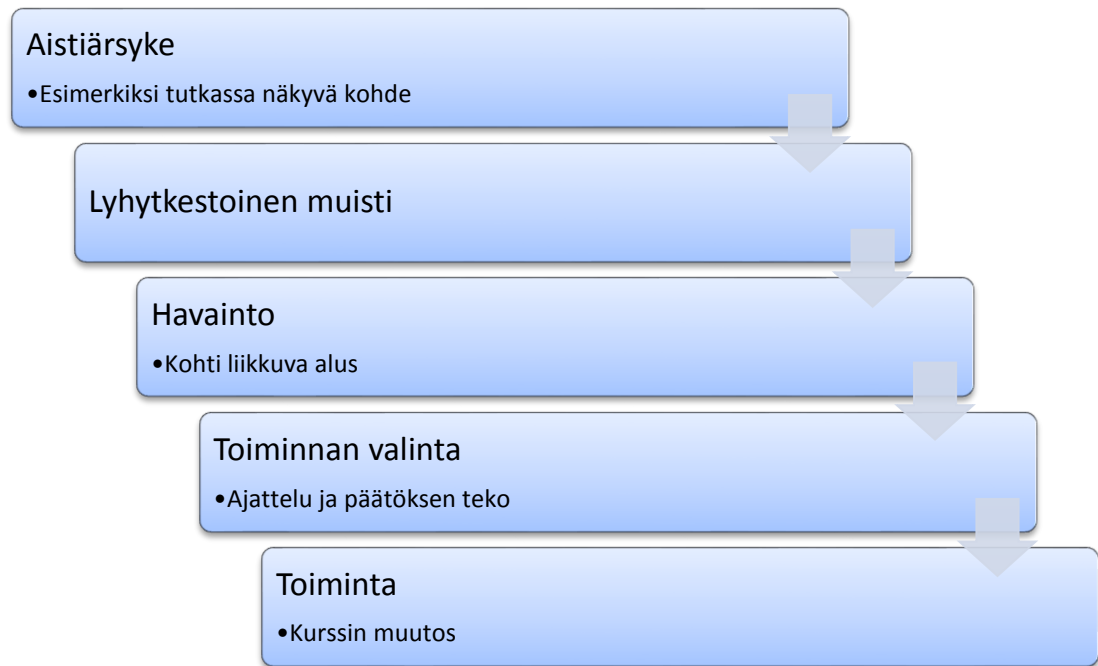 Aistiärsyke
•Esimerkiksi tutkassa näkyvä kohde
Lyhytkestoinen muisti
Havainto
•Kohti liikkuva alus
Toiminnan valinta
•Ajattelu ja päätöksen teko
Toiminta
•Kurssin muutos